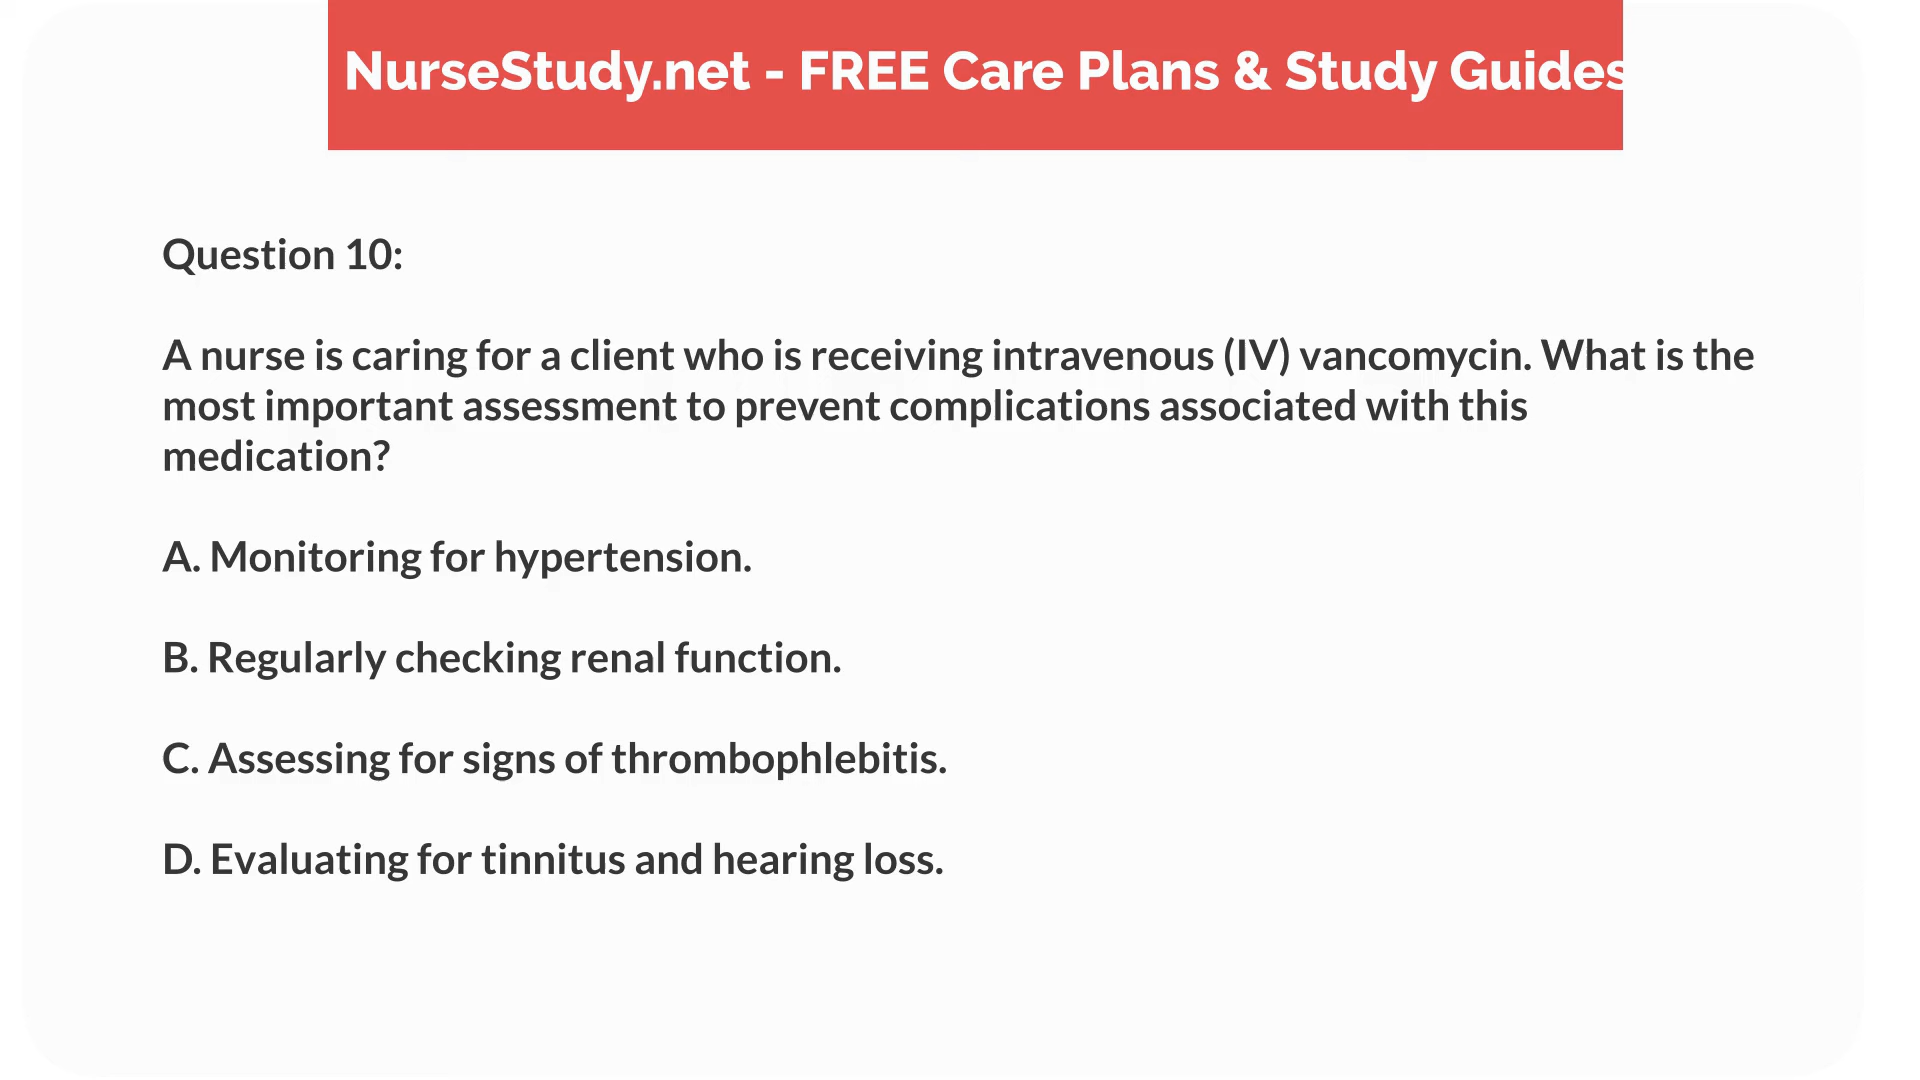 NurseStudy.net - FREE Care Plans & Study Guides
Question 10:
A nurse is caring for a client who is receiving intravenous (IV) vancomycin. What is the
most important assessment to prevent complications associated with this
medication?
A. Monitoring for hypertension.
B. Regularly checking renal function.
C. Assessing for signs of thrombophlebitis.
D. Evaluating for tinnitus and hearing loss.